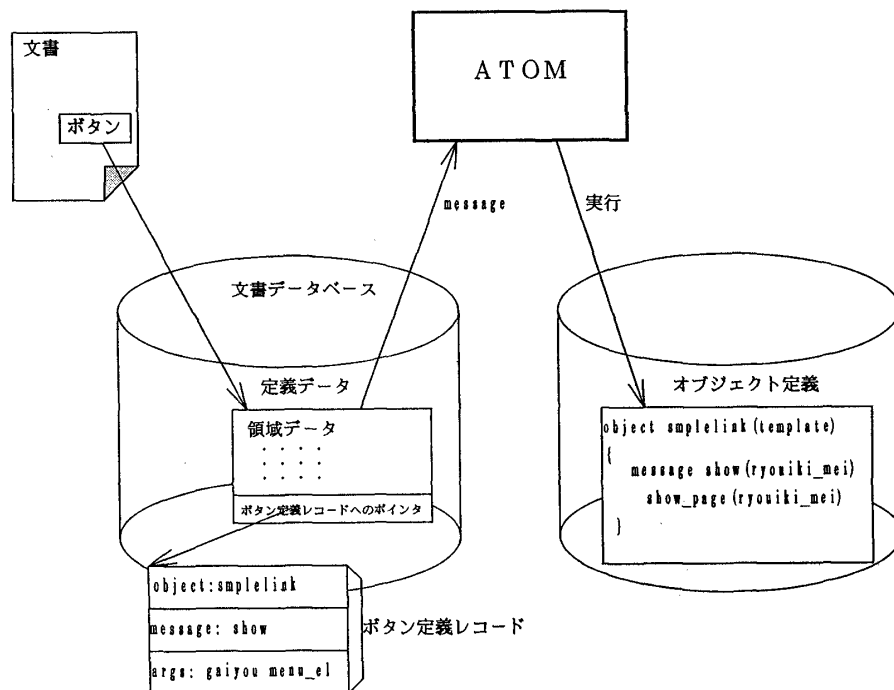 文書
ボタン
ATOM
message
実行
文書データベース
定義データ
領域データ
. . . .
. . . .
. . . .
ボタン定義レコードへのポインタ
object:smplelink
message: show
args: gaiyou menu_el
ボタン定義レコード
オブジェクト定義
object smplelink(template)
{
message show(ryouiki_mei)
show_page(ryouiki_mei)
}